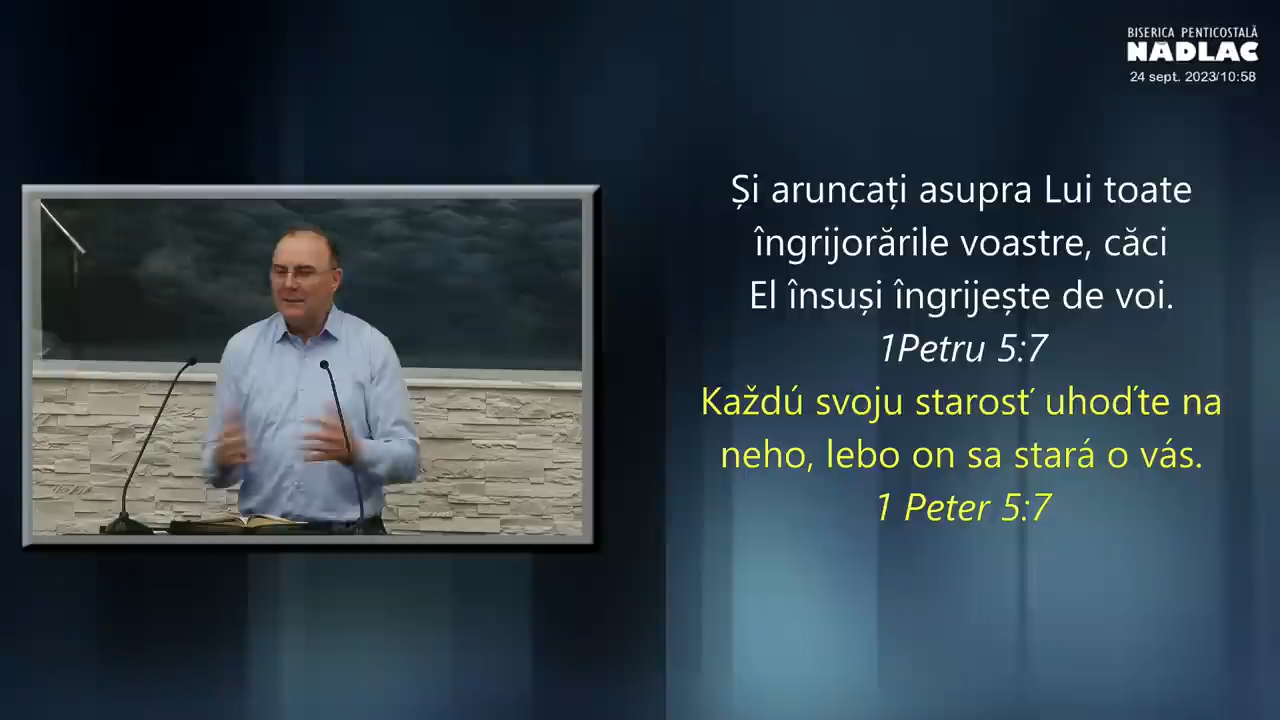 BISERICA PENTICOSTALĂ
NĂDLAC
24 sept. 2023/10:58
Și aruncați asupra Lui toate
îngrijorările voastre, căci
El însuși îngrijește de voi.
1Petru 5:7
Každú svoju starosť uhoďte na
neho, lebo on sa stará o vás.
1 Peter 5:7